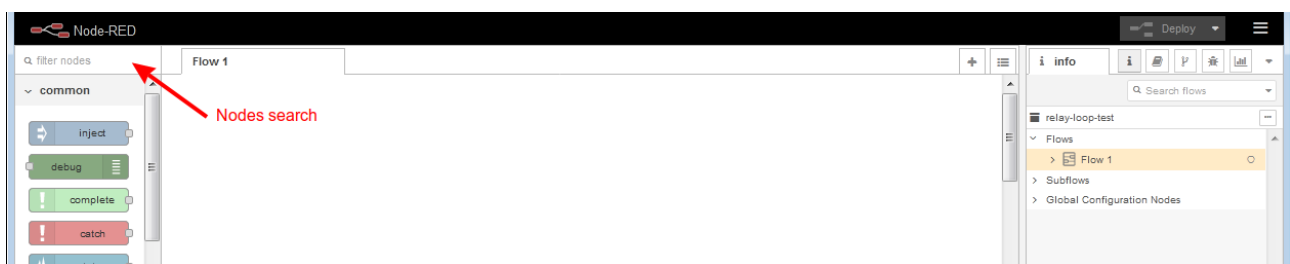 Node-RED
Deploy
filter nodes
Flow 1
i info
i
Search flows
common
Nodes search
inject
relay-loop-test
Flows
debug
Flow 1
Subflows
complete
Global Configuration Nodes
catch